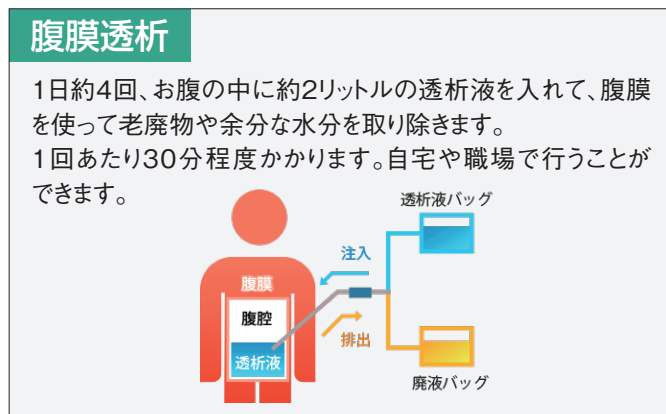 腹膜透析
1日約4回、お腹の中に約2リットルの透析液を入れて、腹膜
を使って老廃物や余分な水分を取り除きます。
1回あたり30分程度かかります。自宅や職場で行うことが
できます。
透析液バッグ
注入
腹膜
腹腔
排出
透析液
廃液バッグ